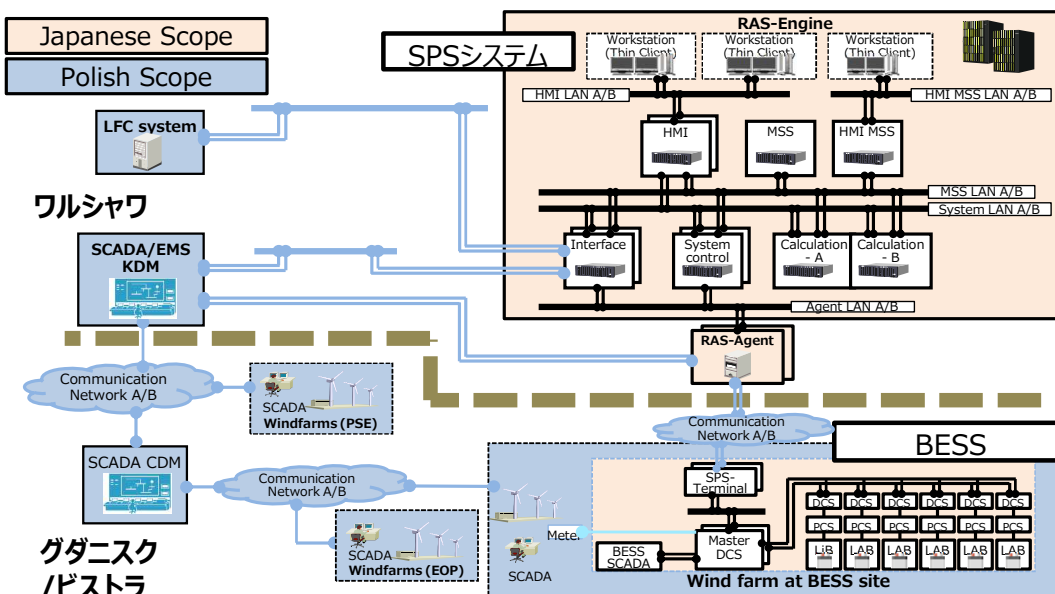 Japanese Scope
Polish Scope
SPSシステム
RAS-Engine
Workstation
(Thin Client)
Workstation
(Thin Client)
Workstation
(Thin Client)
HMI LAN A/B
HMI MSS LAN A/B
LFC system
HMI
MSS
HMI MSS
ワルシャワ
MSS LAN A/B
System LAN A/B
SCADA/EMS
KDM
Interface
System
control
Calculation
- A
Calculation
- B
Agent LAN A/B
RAS-Agent
Communication
Network A/B
SCADA
Windfarms (PSE)
Communication
Network A/B
BESS
SCADA CDM
Communication
Network A/B
SPS-
Terminal
DCS
DCS
DCS
DCS
DCS
DCS
PCS
PCS
PCS
PCS
PCS
PCS
LiB
LAB
LAB
LAB
LAB
LAB
Meter
Master
DCS
BESS
SCADA
SCADA
Windfarms (EOP)
SCADA
Wind farm at BESS site
グダニスク
/ビストラ